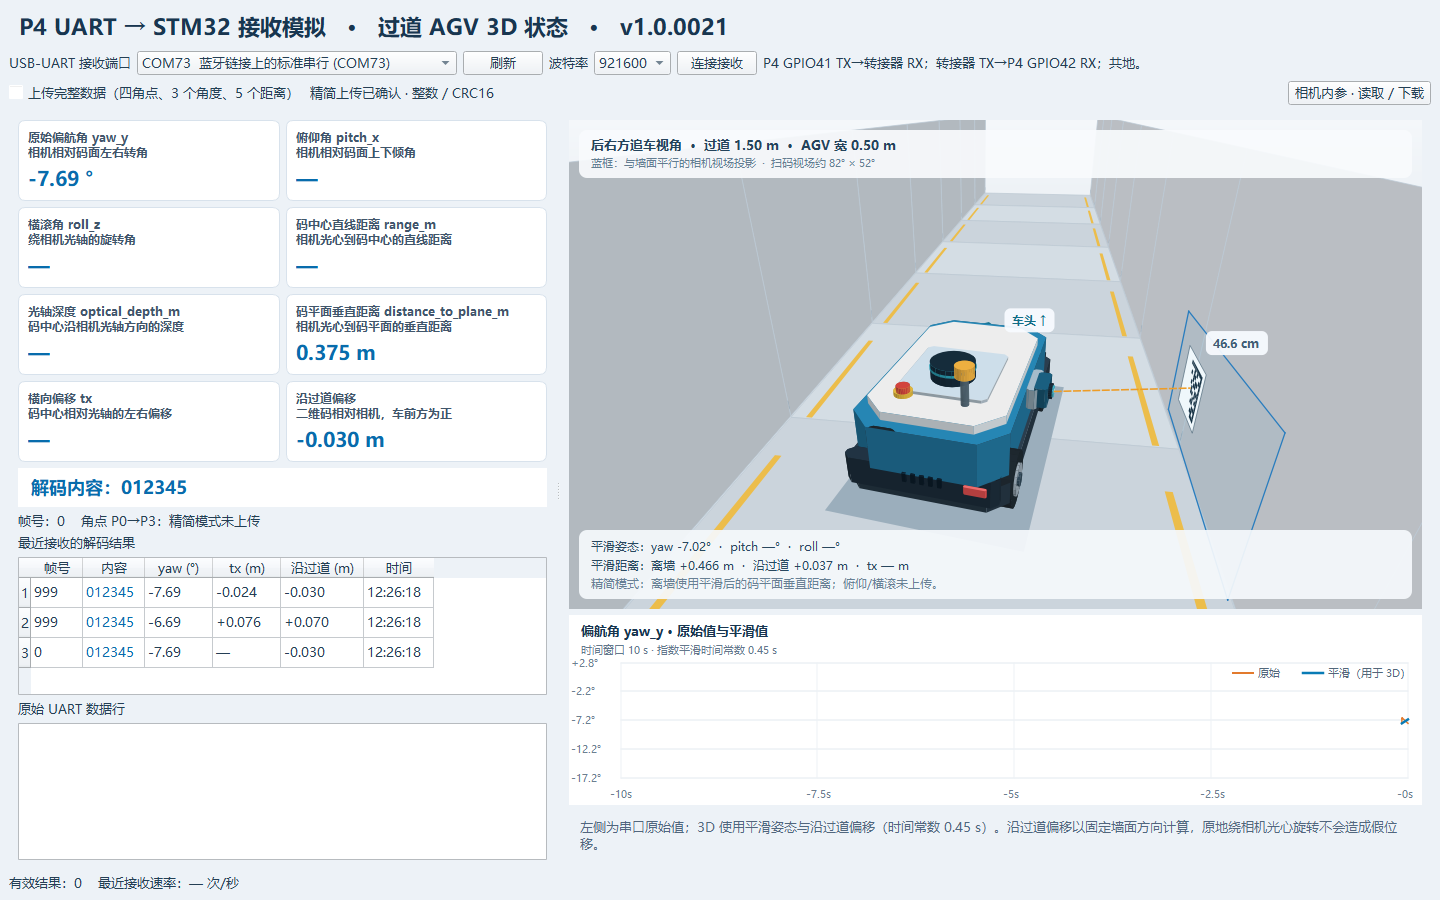 P4 UART → STM32 接收模拟 • 过道 AGV 3D 状态 • v1.0.0021
USB-UART 接收端口 COM73 蓝牙链接上的标准串行 (COM73) 刷新 波特率 921600 连接接收 P4 GPIO41 TX→转接器 RX；转接器 TX→P4 GPIO42 RX；共地。
上传完整数据（四角点、3 个角度、5 个距离） 精简上传已确认 · 整数 / CRC16 相机内参 · 读取 / 下载
原始偏航角 yaw_y
相机相对码面左右转角
-7.69 °
俯仰角 pitch_x
相机相对码面上下倾角
—
横滚角 roll_z
绕相机光轴的旋转角
—
码中心直线距离 range_m
相机光心到码中心的直线距离
—
光轴深度 optical_depth_m
码中心沿相机光轴方向的深度
—
码平面垂直距离 distance_to_plane_m
相机光心到码平面的垂直距离
0.375 m
横向偏移 tx
码中心相对光轴的左右偏移
—
沿过道偏移
二维码相对相机，车前方为正
-0.030 m
解码内容：012345
帧号：0 角点 P0→P3：精简模式未上传
最近接收的解码结果
帧号 内容 yaw (°) tx (m) 沿过道 (m) 时间
1 999 012345 -7.69 -0.024 -0.030 12:26:18
2 999 012345 -6.69 +0.076 +0.070 12:26:18
3 0 012345 -7.69 — -0.030 12:26:18
原始 UART 数据行
有效结果：0 最近接收速率：— 次/秒
后右方追车视角 • 过道 1.50 m • AGV 宽 0.50 m
蓝框：与墙面平行的相机视场投影 · 扫码视场约 82° × 52°
车头 ↑
46.6 cm
平滑姿态：yaw -7.02° · pitch —° · roll —°
平滑距离：离墙 +0.466 m · 沿过道 +0.037 m · tx — m
精简模式：离墙使用平滑后的码平面垂直距离；俯仰/横滚未上传。
偏航角 yaw_y • 原始值与平滑值
时间窗口 10 s · 指数平滑时间常数 0.45 s
原始 平滑（用于 3D）
+2.8°
-2.2°
-7.2°
-12.2°
-17.2°
-10s -7.5s -5s -2.5s -0s
左侧为串口原始值；3D 使用平滑姿态与沿过道偏移（时间常数 0.45 s）。沿过道偏移以固定墙面方向计算，原地绕相机光心旋转不会造成假位
移。